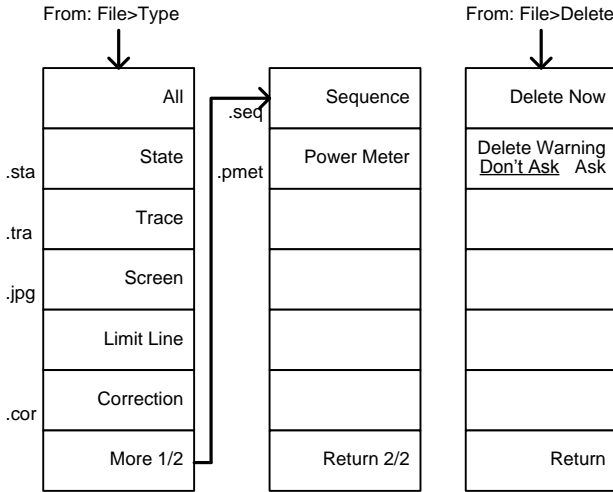 From: File>Type
All
.sta
State
.tra
Trace
.jpg
Screen
Limit Line
.cor
Correction
More 1/2
.seq
Sequence
.pmet
Power Meter
Return 2/2
From: File>Delete
Delete Now
Delete Warning
Don't Ask Ask
Return